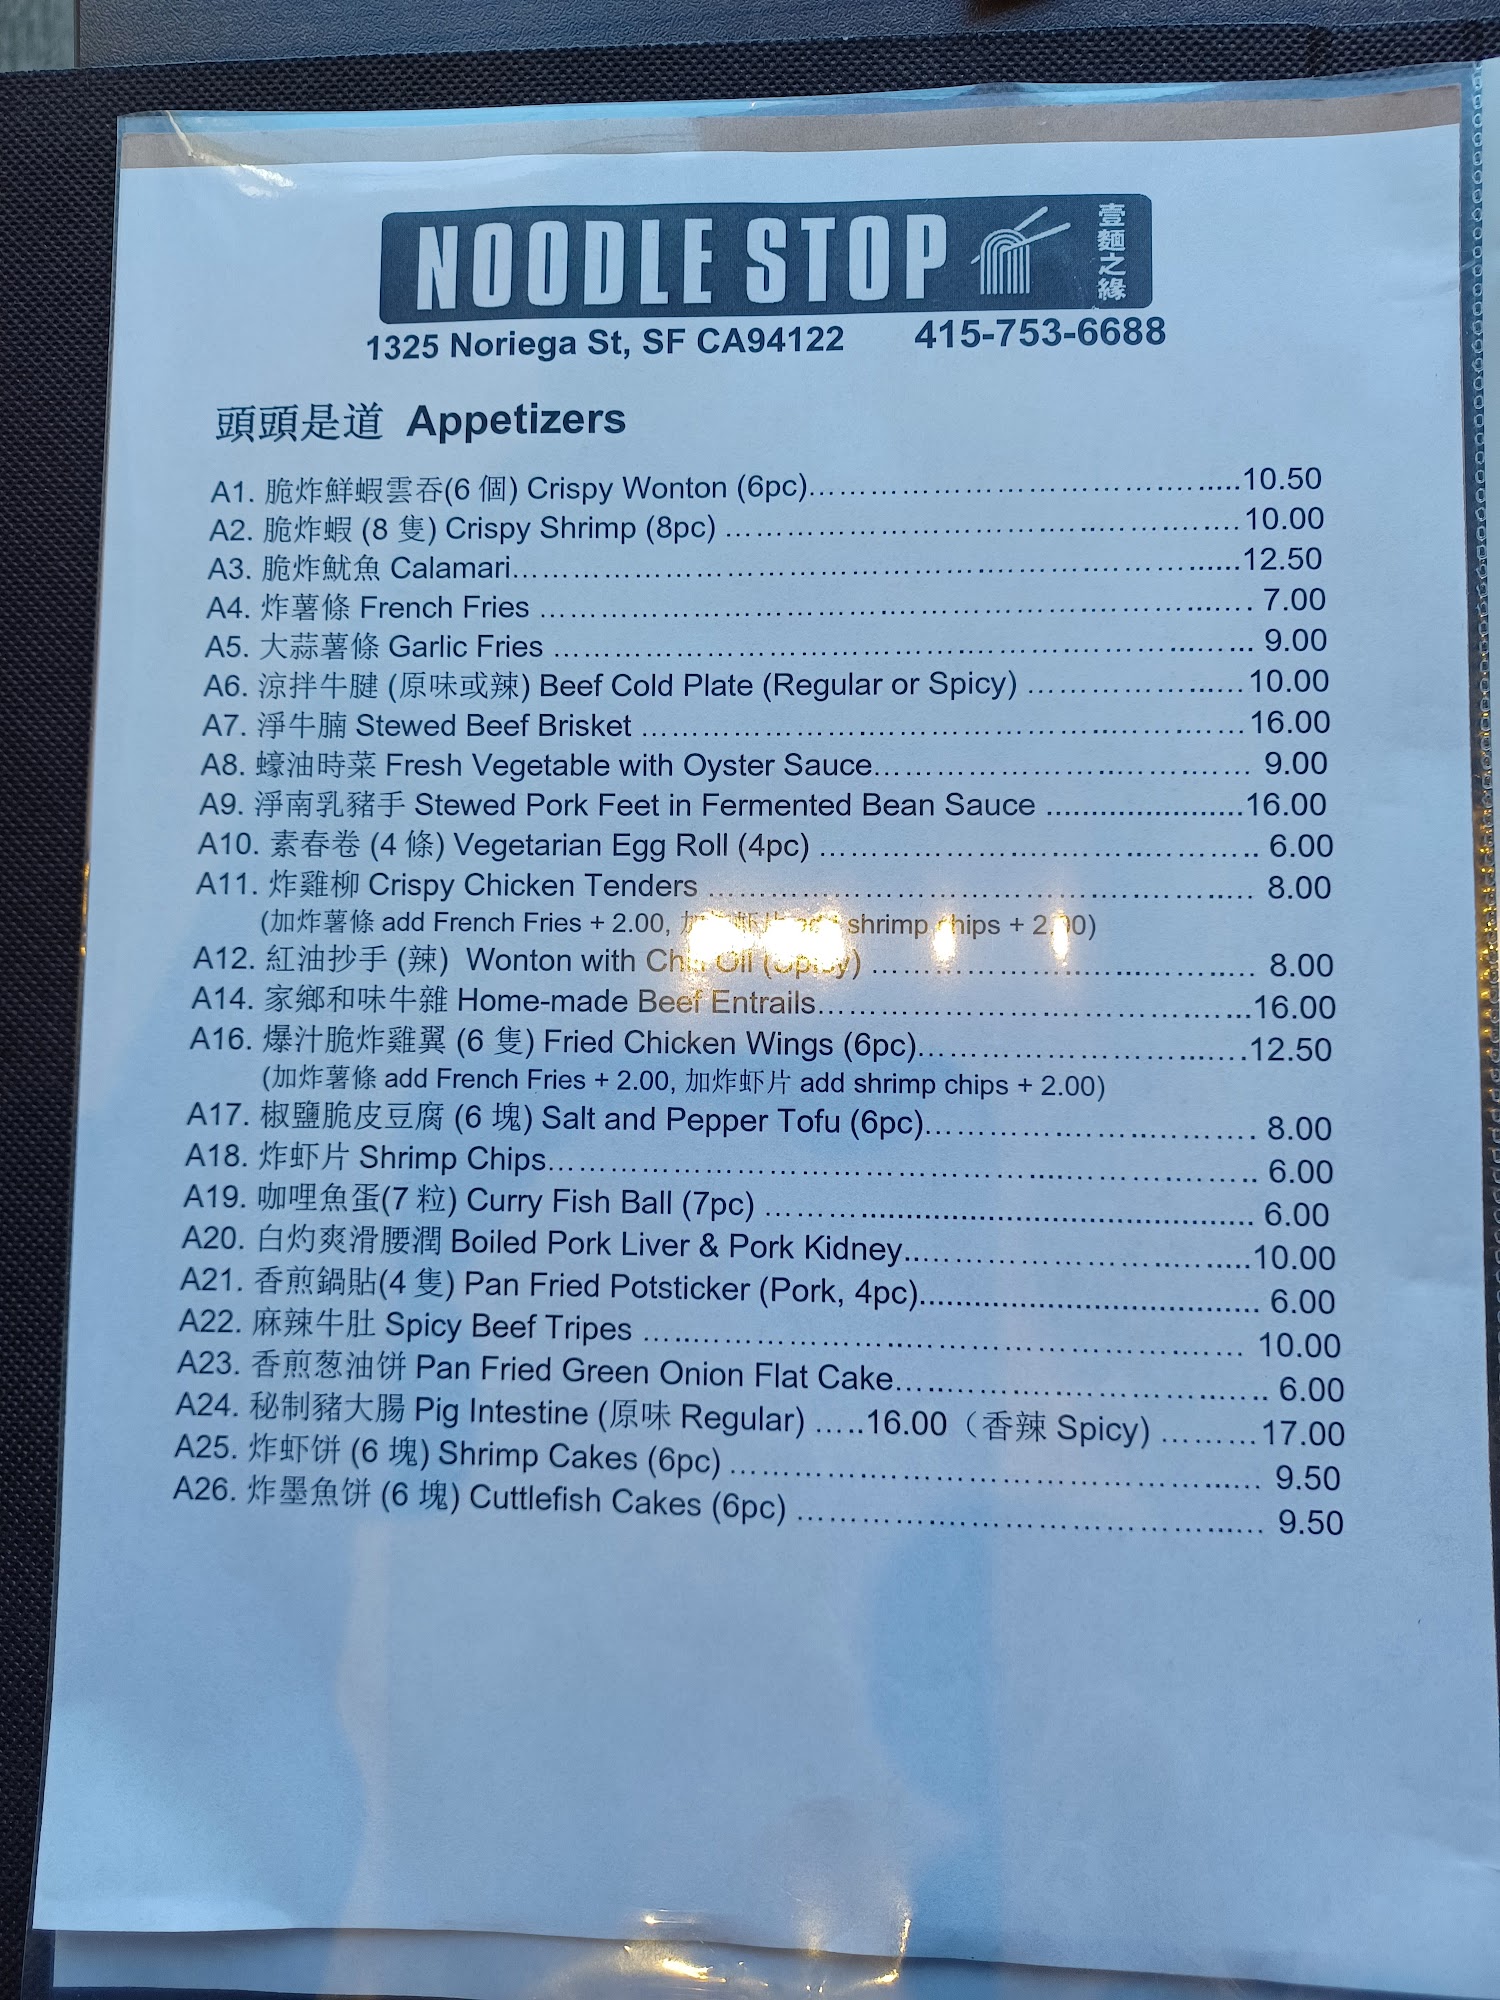 NOODLE STOP 壹麵之緣
1325 Noriega St, SF CA94122 415-753-6688
頭頭是道 Appetizers
A1. 脆炸鮮蝦雲吞(6 個) Crispy Wonton (6pc)..........10.50
A2. 脆炸蝦 (8 隻) Crispy Shrimp (8pc) ..........10.00
A3. 脆炸魷魚 Calamari..........12.50
A4. 炸薯條 French Fries .......... 7.00
A5. 大蒜薯條 Garlic Fries .......... 9.00
A6. 涼拌牛腱 (原味或辣) Beef Cold Plate (Regular or Spicy) ..........10.00
A7. 淨牛腩 Stewed Beef Brisket ..........16.00
A8. 蠔油時菜 Fresh Vegetable with Oyster Sauce.......... 9.00
A9. 淨南乳豬手 Stewed Pork Feet in Fermented Bean Sauce ..........16.00
A10. 素春卷 (4 條) Vegetarian Egg Roll (4pc) .......... 6.00
A11. 炸雞柳 Crispy Chicken Tenders .......... 8.00
(加炸薯條 add French Fries + 2.00, 加炸虾片 add shrimp chips + 2.00)
A12. 紅油抄手 (辣) Wonton with Chili Oil (Spicy) .......... 8.00
A14. 家鄉和味牛雜 Home-made Beef Entrails..........16.00
A16. 爆汁脆炸雞翼 (6 隻) Fried Chicken Wings (6pc)..........12.50
(加炸薯條 add French Fries + 2.00, 加炸虾片 add shrimp chips + 2.00)
A17. 椒鹽脆皮豆腐 (6 塊) Salt and Pepper Tofu (6pc).......... 8.00
A18. 炸虾片 Shrimp Chips.......... 6.00
A19. 咖哩魚蛋(7 粒) Curry Fish Ball (7pc) .......... 6.00
A20. 白灼爽滑腰潤 Boiled Pork Liver & Pork Kidney..........10.00
A21. 香煎鍋貼(4 隻) Pan Fried Potsticker (Pork, 4pc).......... 6.00
A22. 麻辣牛肚 Spicy Beef Tripes .......... 10.00
A23. 香煎葱油饼 Pan Fried Green Onion Flat Cake.......... 6.00
A24. 秘制豬大腸 Pig Intestine (原味 Regular) .....16.00（香辣 Spicy) .........17.00
A25. 炸虾饼 (6 塊) Shrimp Cakes (6pc) .......... 9.50
A26. 炸墨魚饼 (6 塊) Cuttlefish Cakes (6pc) .......... 9.50